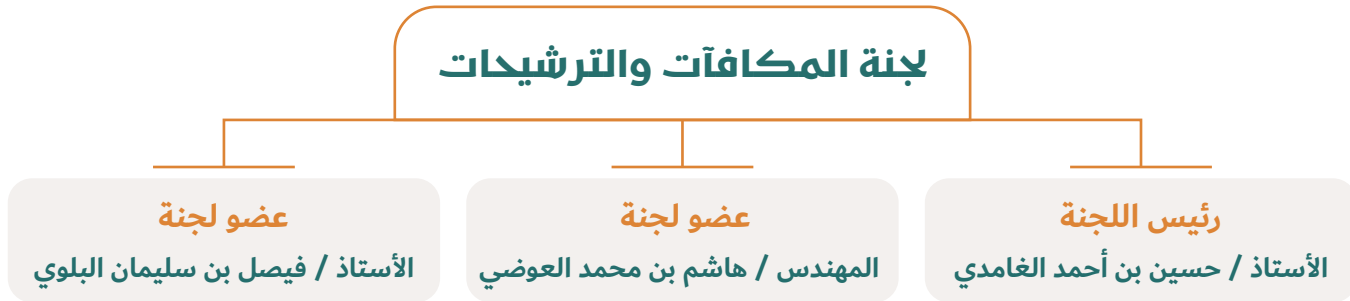 لجنة المكافآت والترشيحات
رئيس اللجنة
الأستاذ / حسين بن أحمد الغامدي
عضو لجنة
المهندس / هاشم بن محمد العوضي
عضو لجنة
الأستاذ / فيصل بن سليمان البلوي